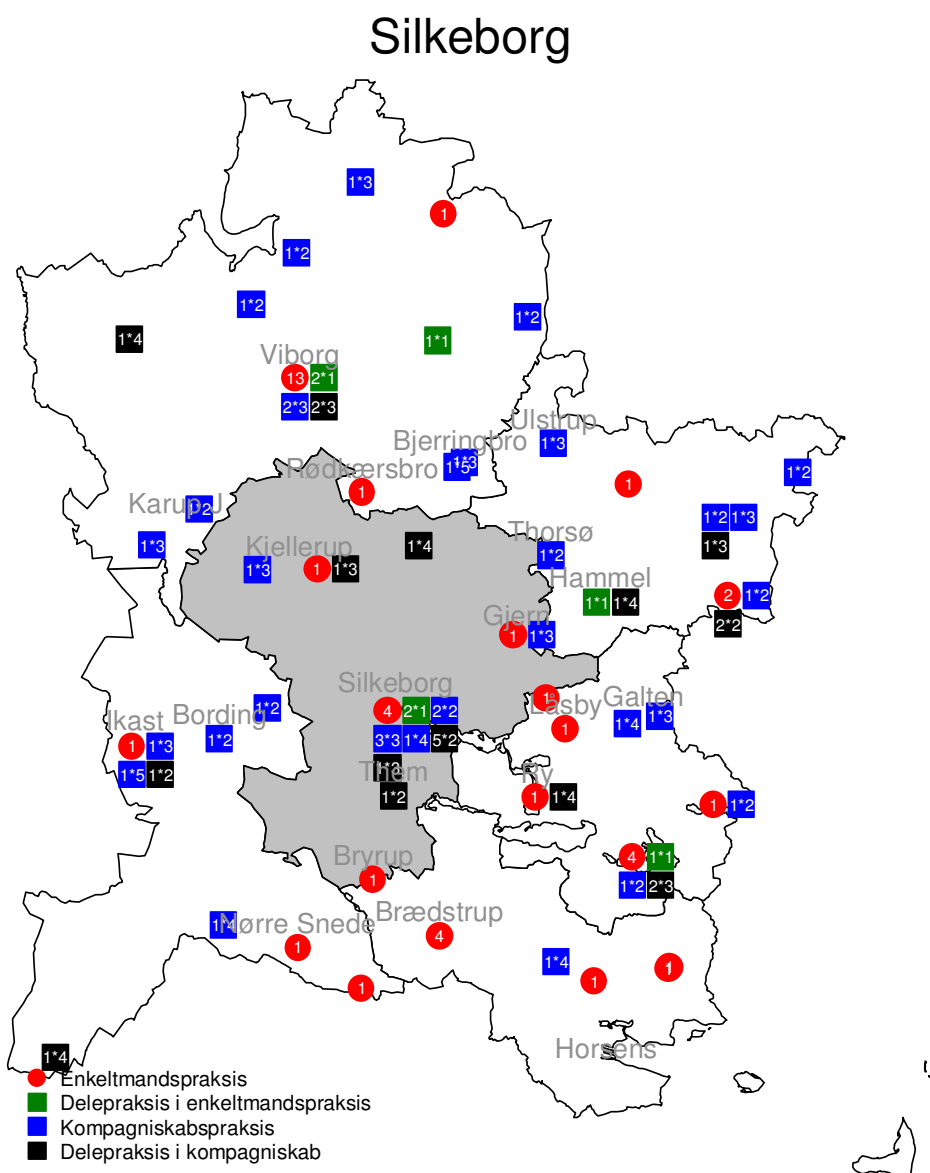 Silkeborg
1*3
1
1*2
1*2
1*2
1*4
1*1
Viborg
13 2*1
2*3 2*3
Ulstrup
Bjerringbro
1*3
1*3
Rødkærsbro
1*5
1*2
1
1
Karup J
1*2 1*3
1*3
1*3
Thorsø
1*4
Kjellerup
1*2
1*3
1
1*3
Hammel
1*1 1*4
2 1*2
2*2
Gjern
1 1*3
Silkeborg
4 2*1 2*2
3*3 1*4 5*2
1
Låsby
1
Galten
1*4 1*3
1*2
Bording
1*2
Ikast
1 1*3
1*5 1*2
Them
1*2
Ry
1 1*4
1 1*2
4 1*1
1*2 2*3
Bryrup
1
Brædstrup
4
Nørre Snede
1*4
1
1
1*4
1
1
Horsens
1*4
Enkeltmandspraksis
Delepraksis i enkeltmandspraksis
Kompagniskabspraksis
Delepraksis i kompagniskab